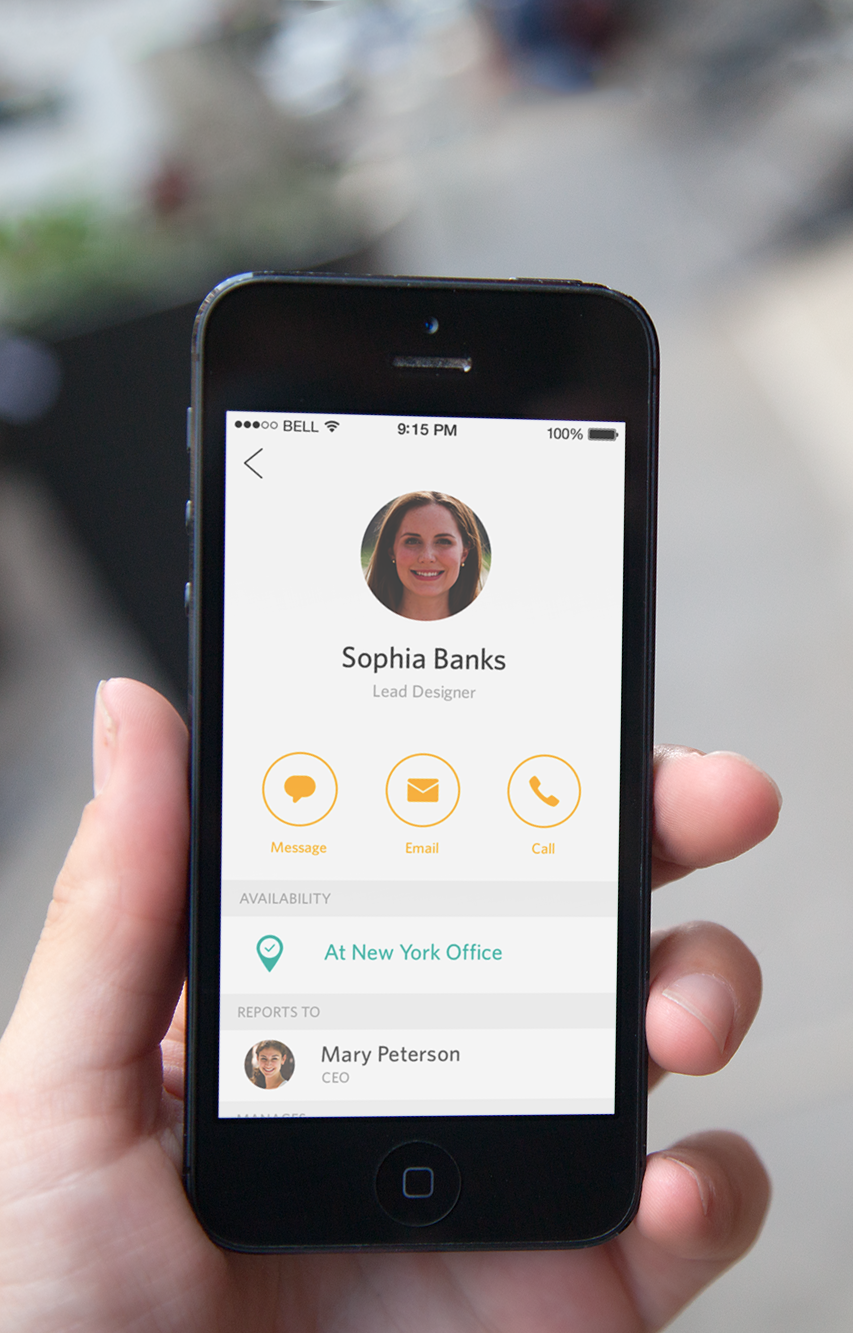 BELL 9:15 PM 100%
Sophia Banks
Lead Designer
Message Email Call
AVAILABILITY
At New York Office
REPORTS TO
Mary Peterson
CEO
MANAGES